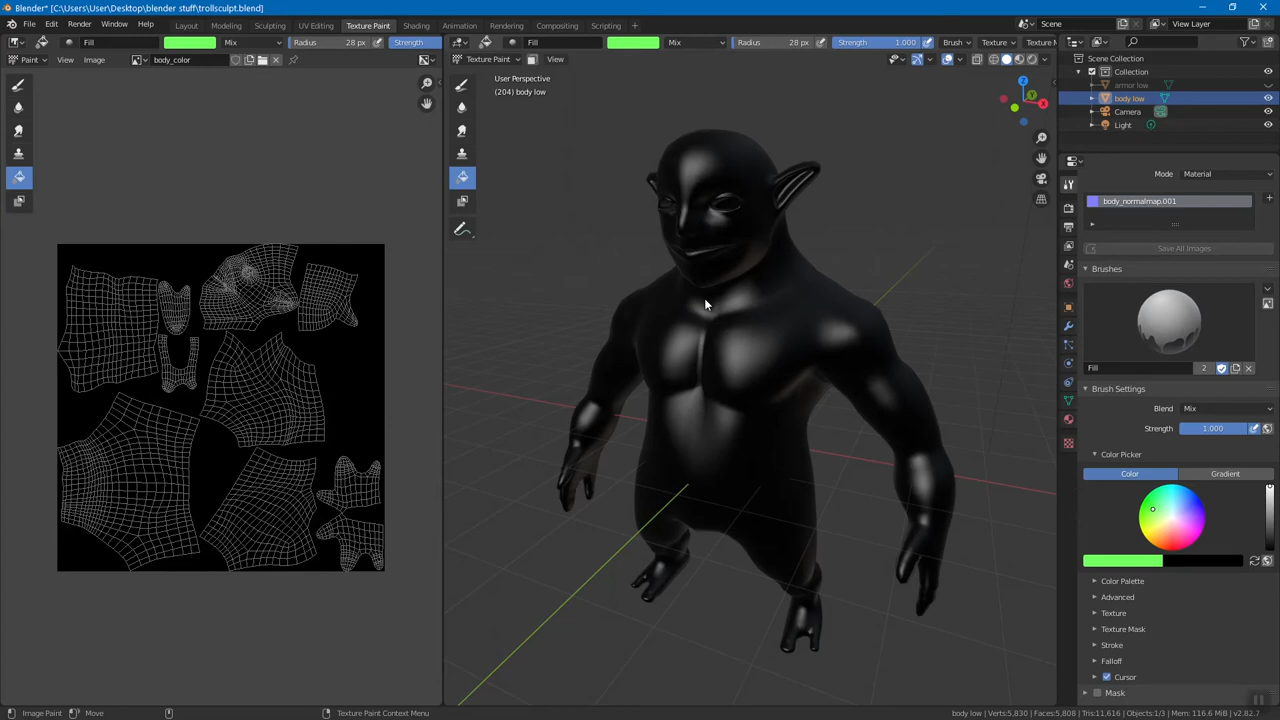 Blender* [C:\Users\User\Desktop\blender stuff\trollsculpt.blend]
File Edit Render Window Help Layout Modeling Sculpting UV Editing Texture Paint Shading Animation Rendering Compositing Scripting Scene View Layer
Fill Mix Radius 28 px Strength Fill Mix Radius 28 px Strength 1.000 Brush Texture Texture M
Paint View Image body_color Texture Paint View
User Perspective
(204) body low
Scene Collection
Collection
armor low
body low
Camera
Light
Mode Material
body_normalmap.001
Save All Images
Brushes
Fill 2
Brush Settings
Blend Mix
Strength 1.000
Color Picker
Color Gradient
Color Palette
Advanced
Texture
Texture Mask
Stroke
Falloff
Cursor
Mask
Image Paint Move Texture Paint Context Menu body low | Verts:5,830 | Faces:5,808 | Tris:11,616 | Objects:1/3 | Mem: 116.6 MiB | v2.82.7
X
Y
Z